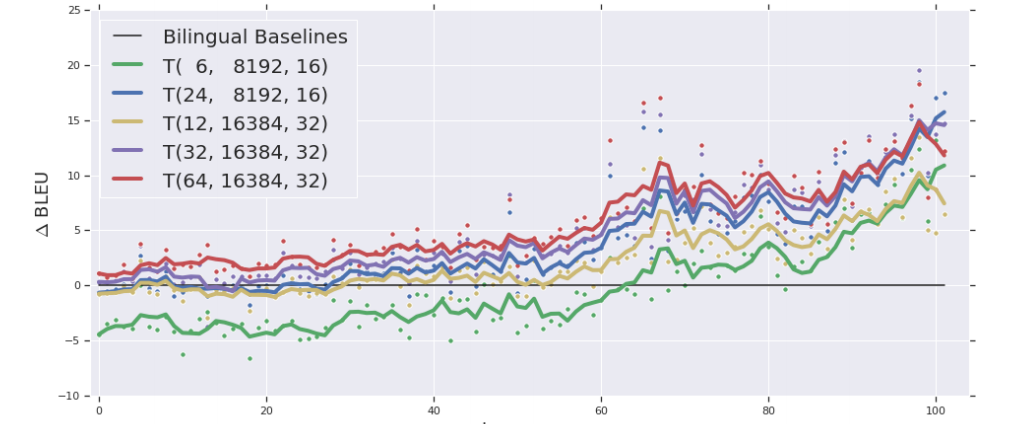 25
20
15
10
5
0
−5
−10
Δ BLEU
Bilingual Baselines
T( 6, 8192, 16)
T(24, 8192, 16)
T(12, 16384, 32)
T(32, 16384, 32)
T(64, 16384, 32)
0 20 40 60 80 100